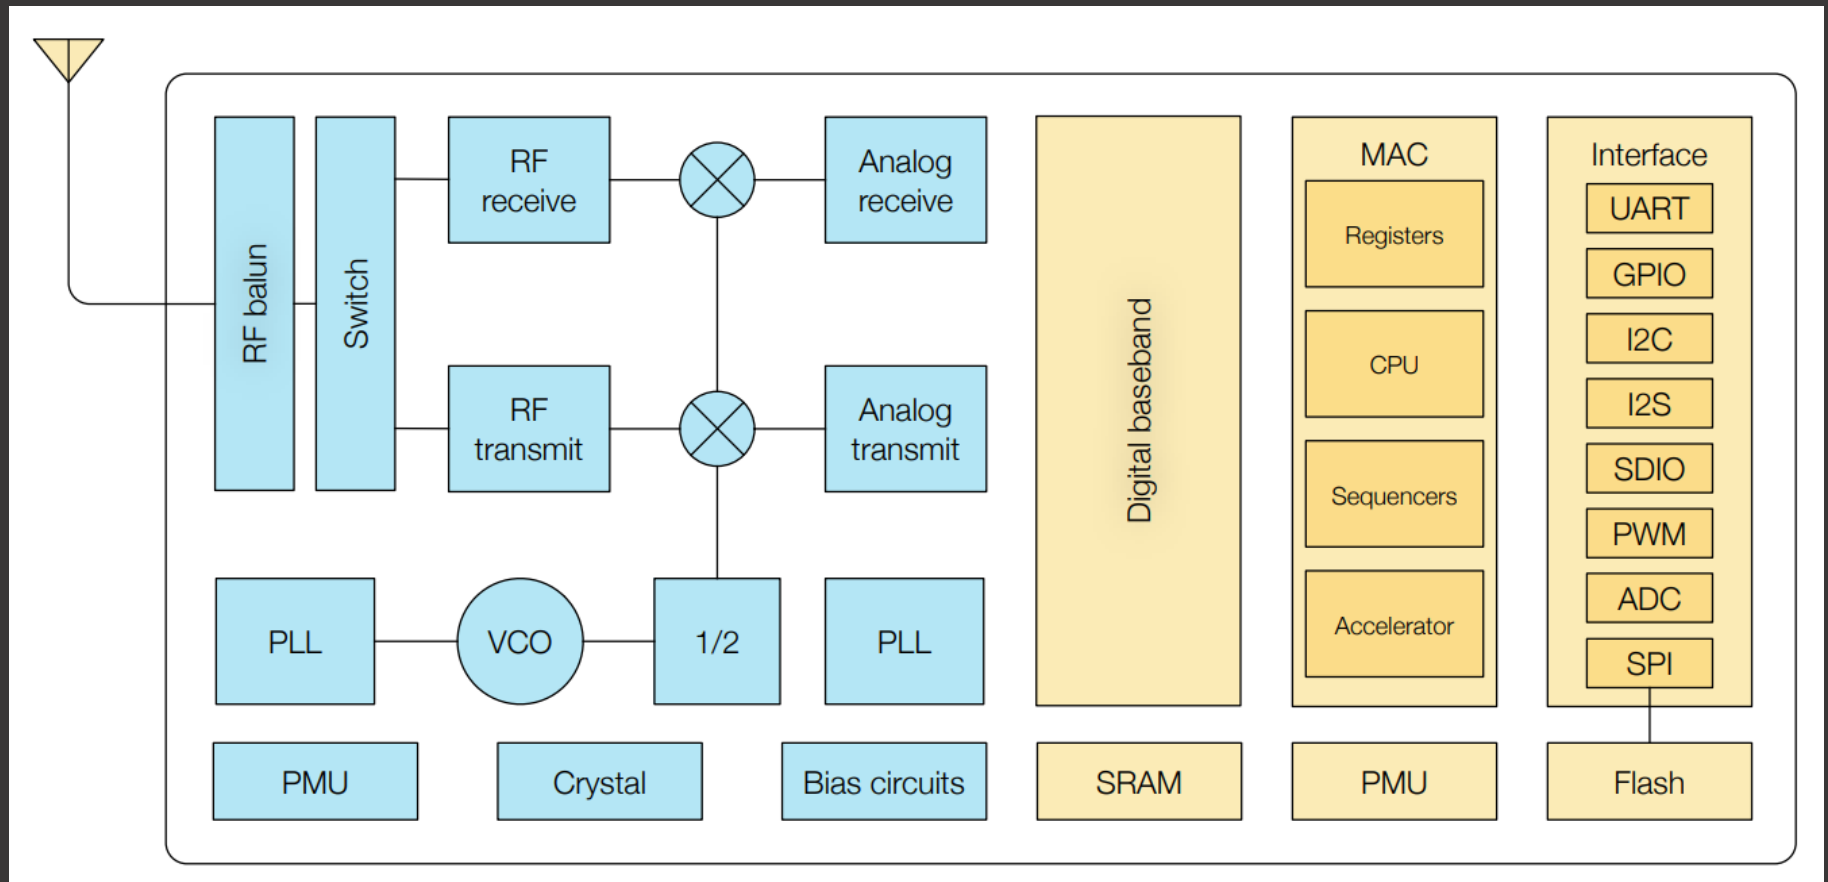 RF balun
Switch
RF
receive
Analog
receive
RF
transmit
Analog
transmit
PLL
VCO
1/2
PLL
PMU
Crystal
Bias circuits
Digital baseband
SRAM
MAC
Registers
CPU
Sequencers
Accelerator
PMU
Interface
UART
GPIO
I2C
I2S
SDIO
PWM
ADC
SPI
Flash